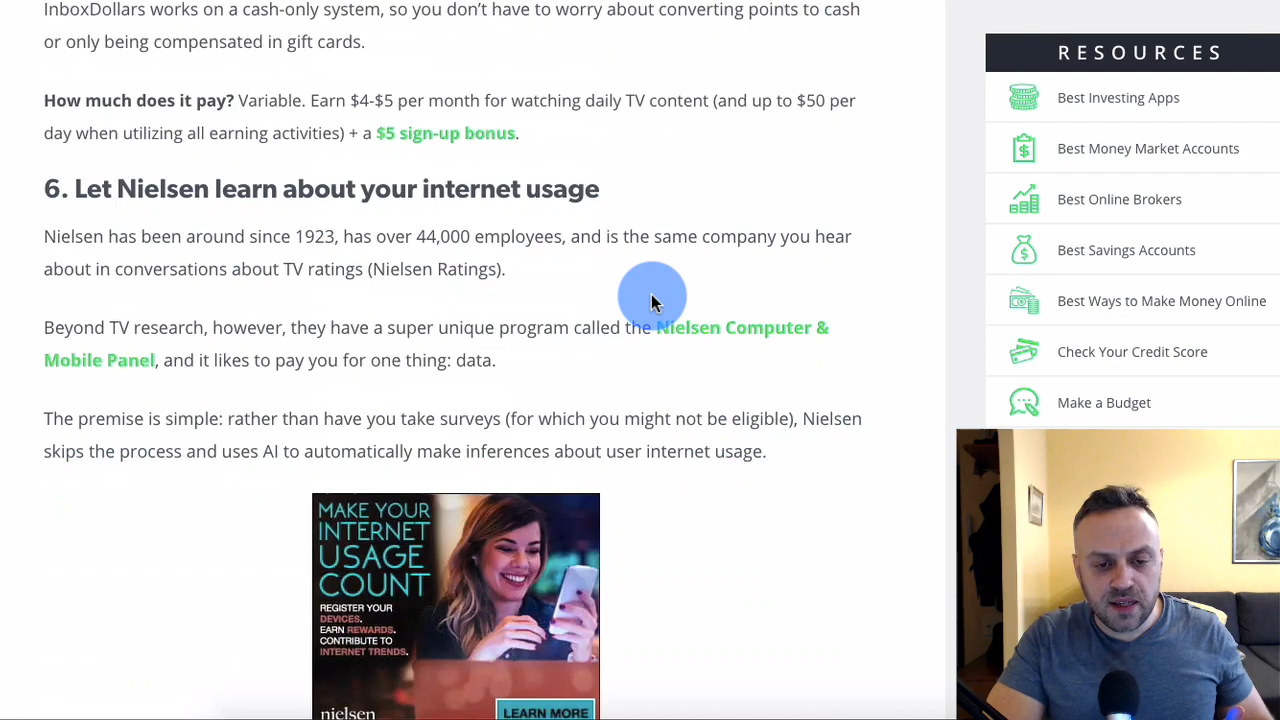 InboxDollars works on a cash-only system, so you don’t have to worry about converting points to cash
or only being compensated in gift cards.
How much does it pay? Variable. Earn $4-$5 per month for watching daily TV content (and up to $50 per
day when utilizing all earning activities) + a $5 sign-up bonus.
6. Let Nielsen learn about your internet usage
Nielsen has been around since 1923, has over 44,000 employees, and is the same company you hear
about in conversations about TV ratings (Nielsen Ratings).
Beyond TV research, however, they have a super unique program called the Nielsen Computer &
Mobile Panel, and it likes to pay you for one thing: data.
The premise is simple: rather than have you take surveys (for which you might not be eligible), Nielsen
skips the process and uses AI to automatically make inferences about user internet usage.
MAKE YOUR
INTERNET
USAGE
COUNT
REGISTER YOUR
DEVICES.
EARN REWARDS.
CONTRIBUTE TO
INTERNET TRENDS.
nielsen
LEARN MORE
RESOURCES
Best Investing Apps
Best Money Market Accounts
Best Online Brokers
Best Savings Accounts
Best Ways to Make Money Online
Check Your Credit Score
Make a Budget